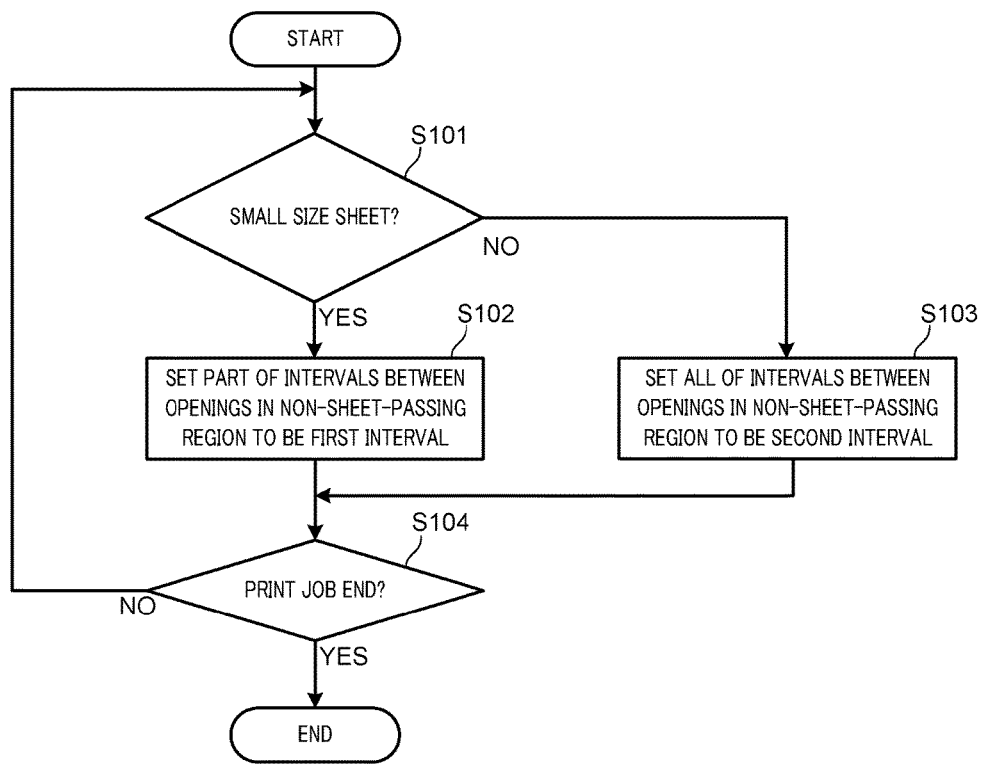 START
S101
SMALL SIZE SHEET?
NO
YES
S102
SET PART OF INTERVALS BETWEEN
OPENINGS IN NON-SHEET-PASSING
REGION TO BE FIRST INTERVAL
S103
SET ALL OF INTERVALS BETWEEN
OPENINGS IN NON-SHEET-PASSING
REGION TO BE SECOND INTERVAL
S104
PRINT JOB END?
NO
YES
END